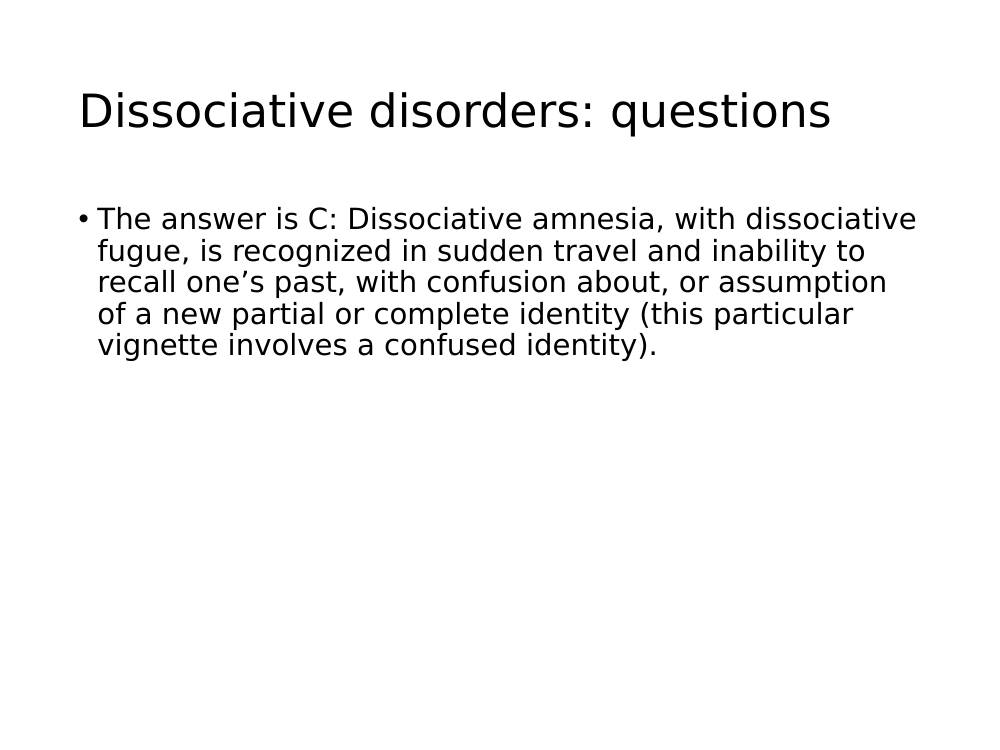 Dissociative disorders: questions
• The answer is C: Dissociative amnesia, with dissociative
fugue, is recognized in sudden travel and inability to
recall one’s past, with confusion about, or assumption
of a new partial or complete identity (this particular
vignette involves a confused identity).